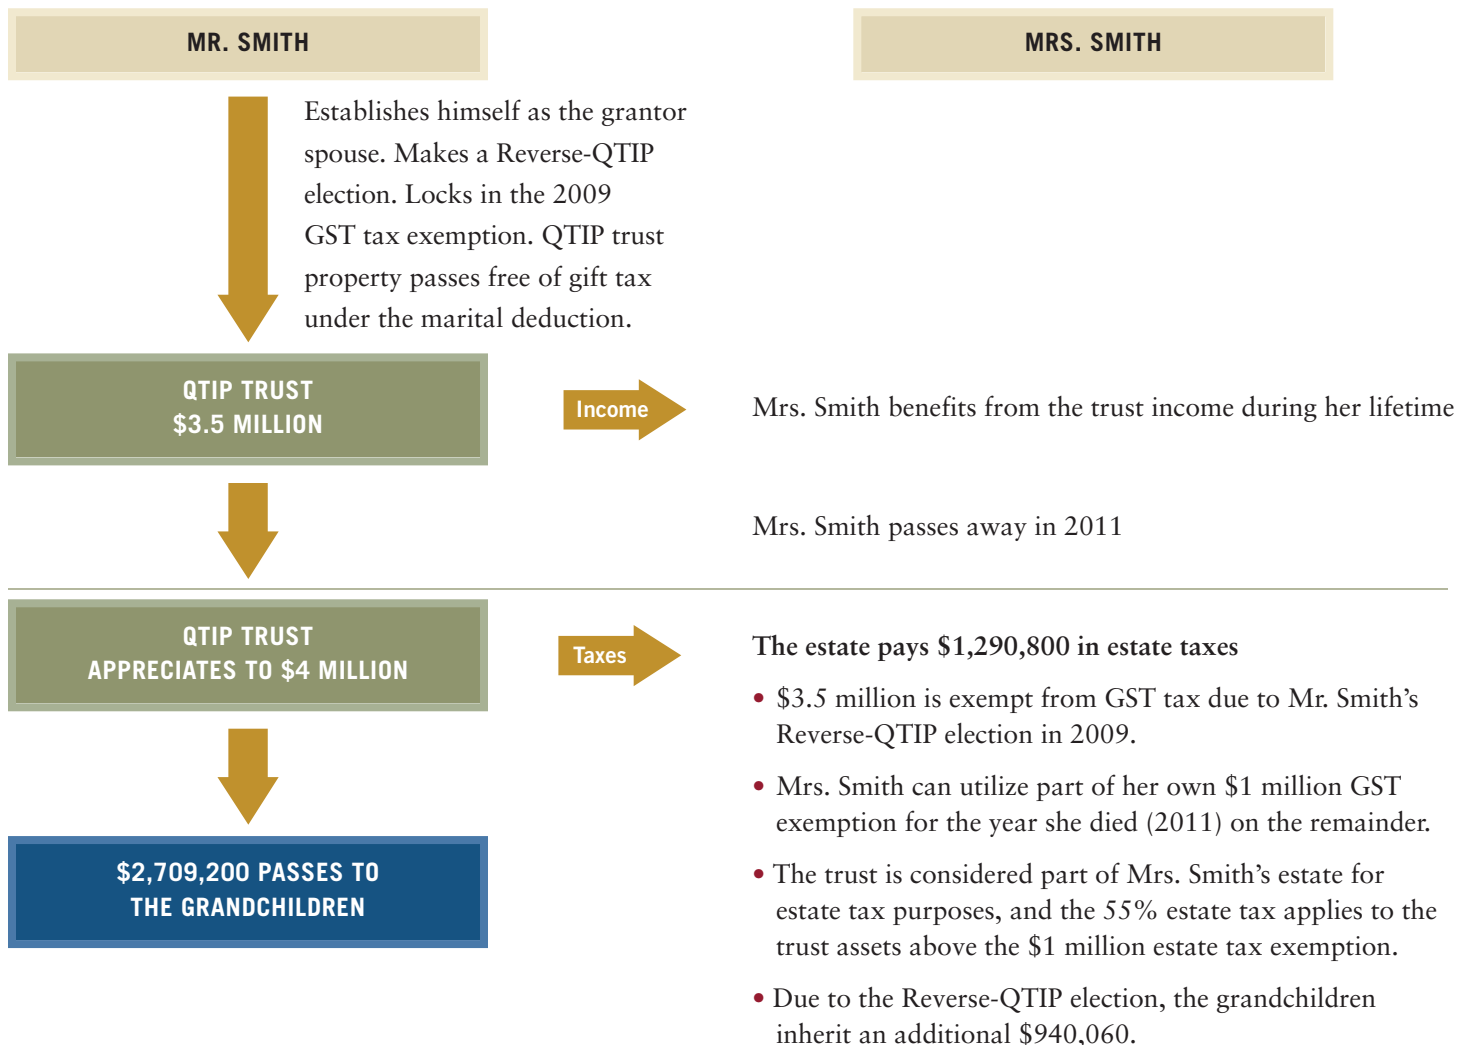 MR. SMITH
MRS. SMITH
Establishes himself as the grantor
spouse. Makes a Reverse-QTIP
election. Locks in the 2009
GST tax exemption. QTIP trust
property passes free of gift tax
under the marital deduction.
QTIP TRUST
$3.5 MILLION
Income
Mrs. Smith benefits from the trust income during her lifetime
Mrs. Smith passes away in 2011
QTIP TRUST
APPRECIATES TO $4 MILLION
Taxes
The estate pays $1,290,800 in estate taxes
• $3.5 million is exempt from GST tax due to Mr. Smith’s
Reverse-QTIP election in 2009.
• Mrs. Smith can utilize part of her own $1 million GST
exemption for the year she died (2011) on the remainder.
• The trust is considered part of Mrs. Smith’s estate for
estate tax purposes, and the 55% estate tax applies to the
trust assets above the $1 million estate tax exemption.
• Due to the Reverse-QTIP election, the grandchildren
inherit an additional $940,060.
$2,709,200 PASSES TO
THE GRANDCHILDREN